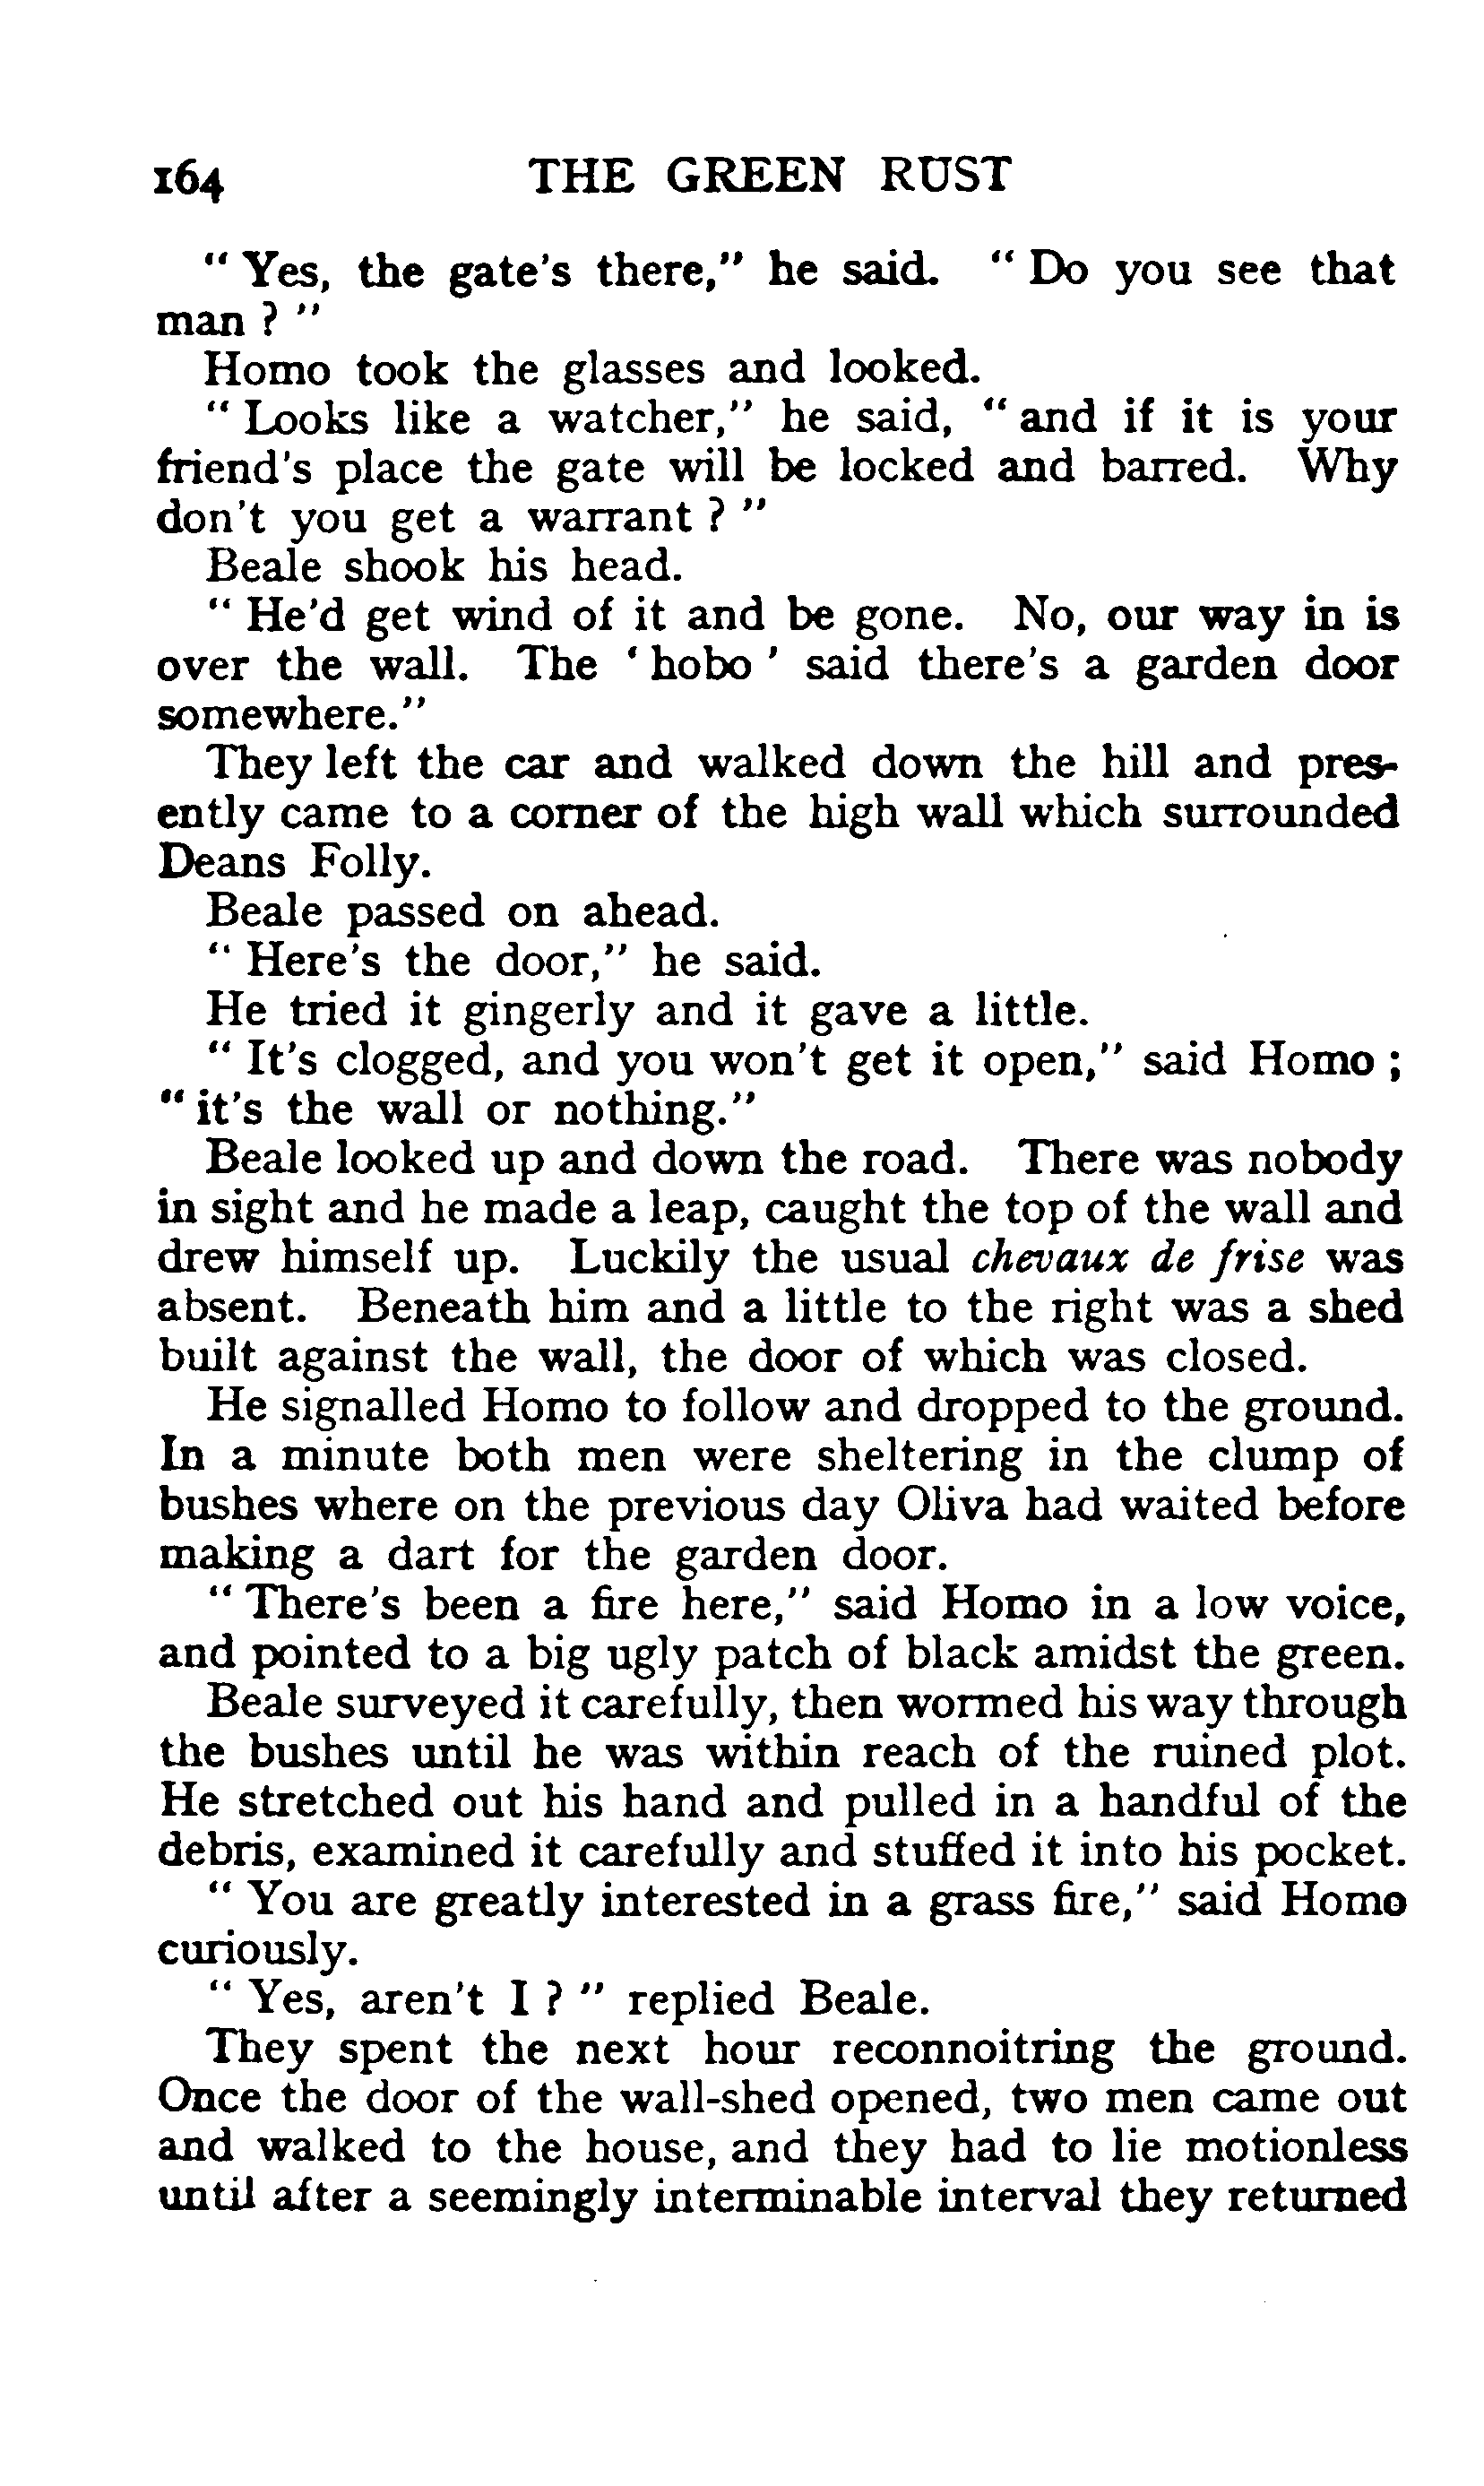 164 THE GREEN RUST
" Yes, the gate's there," he said. " Do you see that
man ? "
Homo took the glasses and looked.
" Looks like a watcher," he said, " and if it is your
friend's place the gate will be locked and barred. Why
don't you get a warrant ? "
Beale shook his head.
" He'd get wind of it and be gone. No, our way in is
over the wall. The ' hobo ' said there's a garden door
somewhere."
They left the car and walked down the hill and pres-
ently came to a corner of the high wall which surrounded
Deans Folly.
Beale passed on ahead.
" Here's the door," he said.
He tried it gingerly and it gave a little.
" It's clogged, and you won't get it open," said Homo ;
" it's the wall or nothing."
Beale looked up and down the road. There was nobody
in sight and he made a leap, caught the top of the wall and
drew himself up. Luckily the usual chevaux de frise was
absent. Beneath him and a little to the right was a shed
built against the wall, the door of which was closed.
He signalled Homo to follow and dropped to the ground.
In a minute both men were sheltering in the clump of
bushes where on the previous day Oliva had waited before
making a dart for the garden door.
" There's been a fire here," said Homo in a low voice,
and pointed to a big ugly patch of black amidst the green.
Beale surveyed it carefully, then wormed his way through
the bushes until he was within reach of the ruined plot.
He stretched out his hand and pulled in a handful of the
debris, examined it carefully and stuffed it into his pocket.
" You are greatly interested in a grass fire," said Homo
curiously.
" Yes, aren't I ? " replied Beale.
They spent the next hour reconnoitring the ground.
Once the door of the wall-shed opened, two men came out
and walked to the house, and they had to lie motionless
until after a seemingly interminable interval they returned